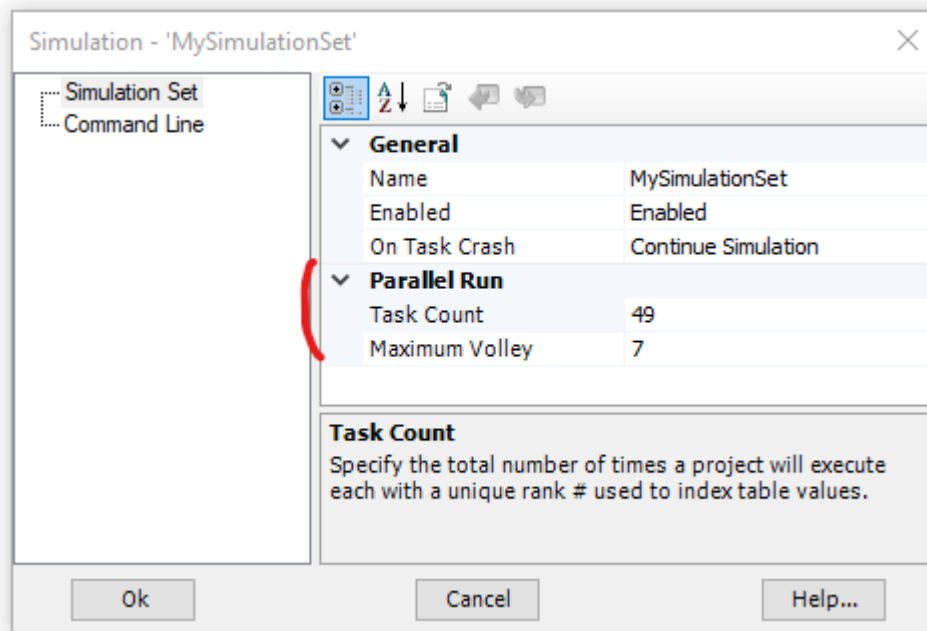 Simulation - 'MySimulationSet'
Simulation Set
Command Line
General
Name MySimulationSet
Enabled Enabled
On Task Crash Continue Simulation
Parallel Run
Task Count 49
Maximum Volley 7
Task Count
Specify the total number of times a project will execute
each with a unique rank # used to index table values.
Ok Cancel Help...